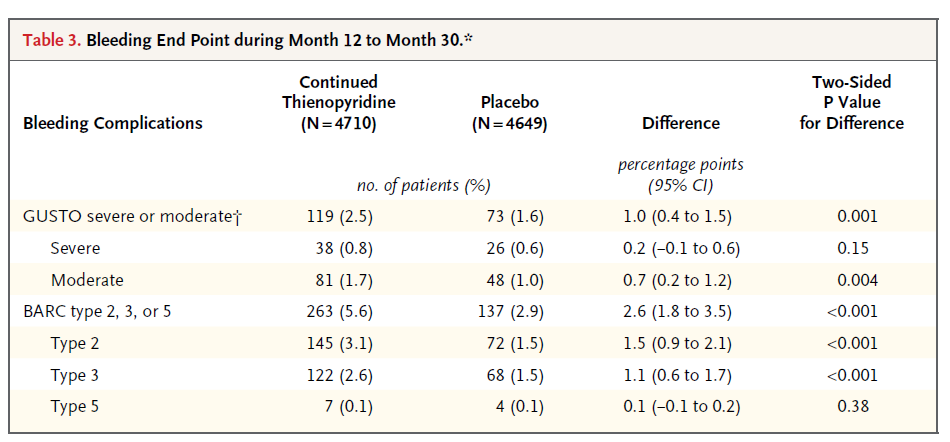 Table 3. Bleeding End Point during Month 12 to Month 30.*
Bleeding Complications Continued Thienopyridine (N=4710) Placebo (N=4649) Difference Two-Sided P Value for Difference
no. of patients (%) percentage points (95% CI)
GUSTO severe or moderate† 119 (2.5) 73 (1.6) 1.0 (0.4 to 1.5) 0.001
Severe 38 (0.8) 26 (0.6) 0.2 (–0.1 to 0.6) 0.15
Moderate 81 (1.7) 48 (1.0) 0.7 (0.2 to 1.2) 0.004
BARC type 2, 3, or 5 263 (5.6) 137 (2.9) 2.6 (1.8 to 3.5) <0.001
Type 2 145 (3.1) 72 (1.5) 1.5 (0.9 to 2.1) <0.001
Type 3 122 (2.6) 68 (1.5) 1.1 (0.6 to 1.7) <0.001
Type 5 7 (0.1) 4 (0.1) 0.1 (–0.1 to 0.2) 0.38